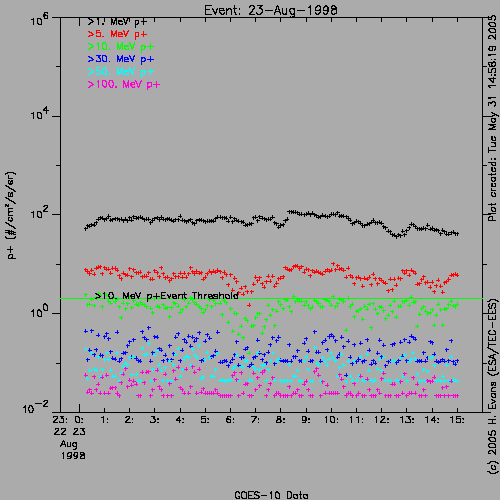 Event: 23-Aug-1998
10^6
>1. MeV p+
>5. MeV p+
>10. MeV p+
>30. MeV p+
>100. MeV p+
10^4
10^2
10^0
10^-2
p+ (#/cm^2/s/sr)
>10. MeV p+Event Threshold
23: 0: 1: 2: 3: 4: 5: 6: 7: 8: 9: 10: 11: 12: 13: 14: 15:
22 23
Aug
1998
GOES-10 Data
Plot created: Tue May 31 14:58:19 2005
(c) 2005 H. Evans (ESA/TEC-EES)